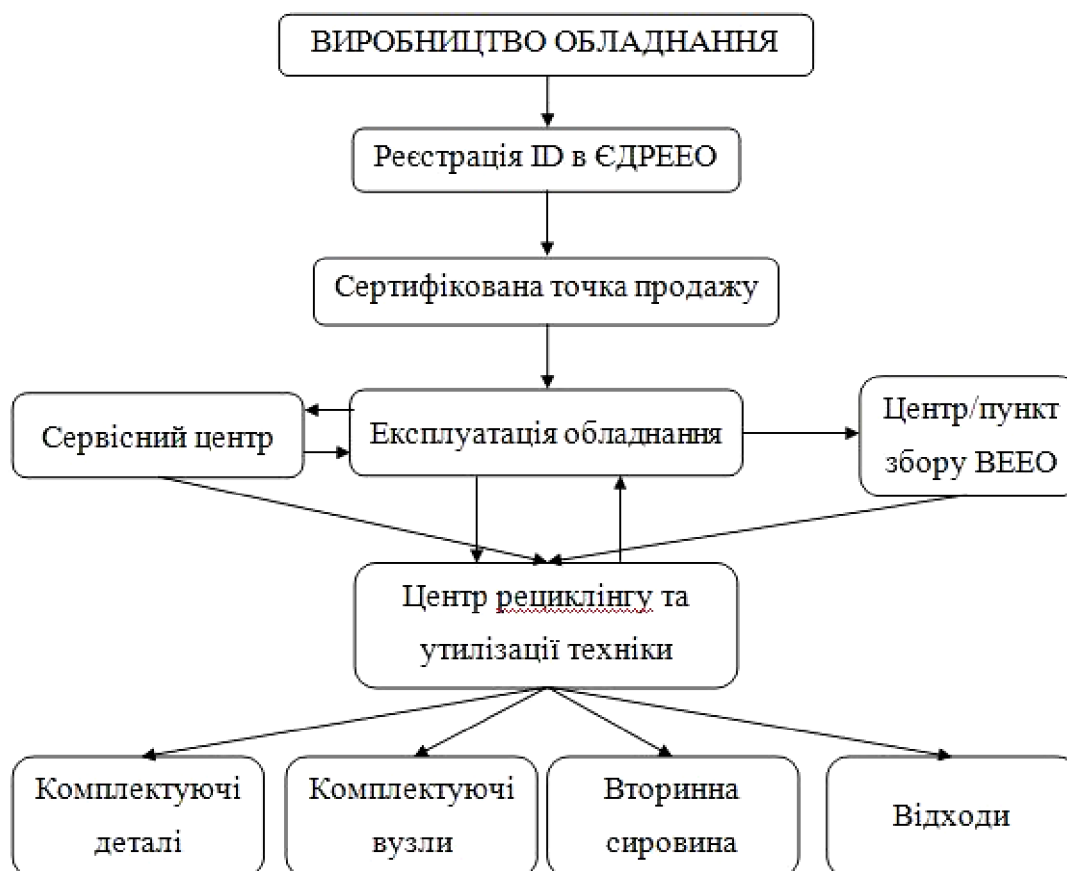 ВИРОБНИЦТВО ОБЛАДНАННЯ
Реєстрація ID в ЄДРЕЕО
Сертифікована точка продажу
Сервісний центр
Експлуатація обладнання
Центр/пункт
збору ВЕЕО
Центр рециклінгу та
утилізації техніки
Комплектуючі
деталі
Комплектуючі
вузли
Вторинна
сировина
Відходи